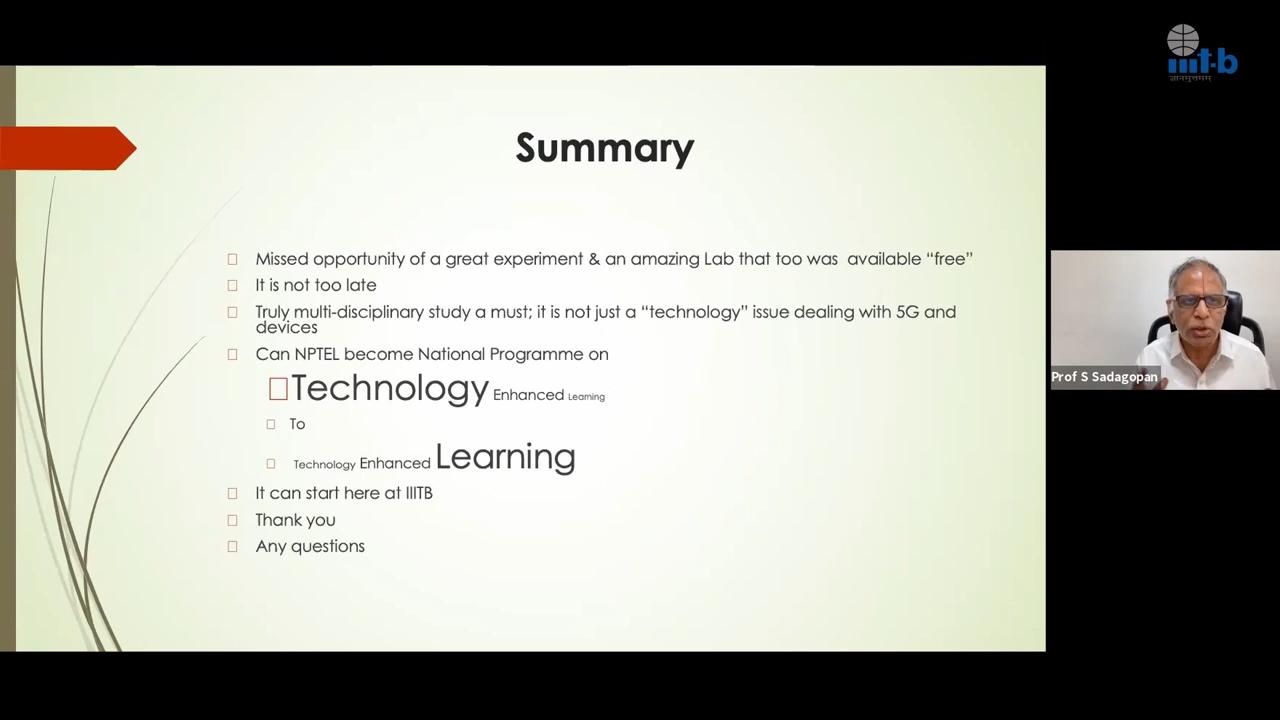 iiit-b
ज्ञानमुत्तमम्
Summary
Missed opportunity of a great experiment & an amazing Lab that too was available “free”
It is not too late
Truly multi-disciplinary study a must; it is not just a “technology” issue dealing with 5G and
devices
Can NPTEL become National Programme on
Technology Enhanced Learning
To
Technology Enhanced Learning
It can start here at IIITB
Thank you
Any questions
Prof S Sadagopan